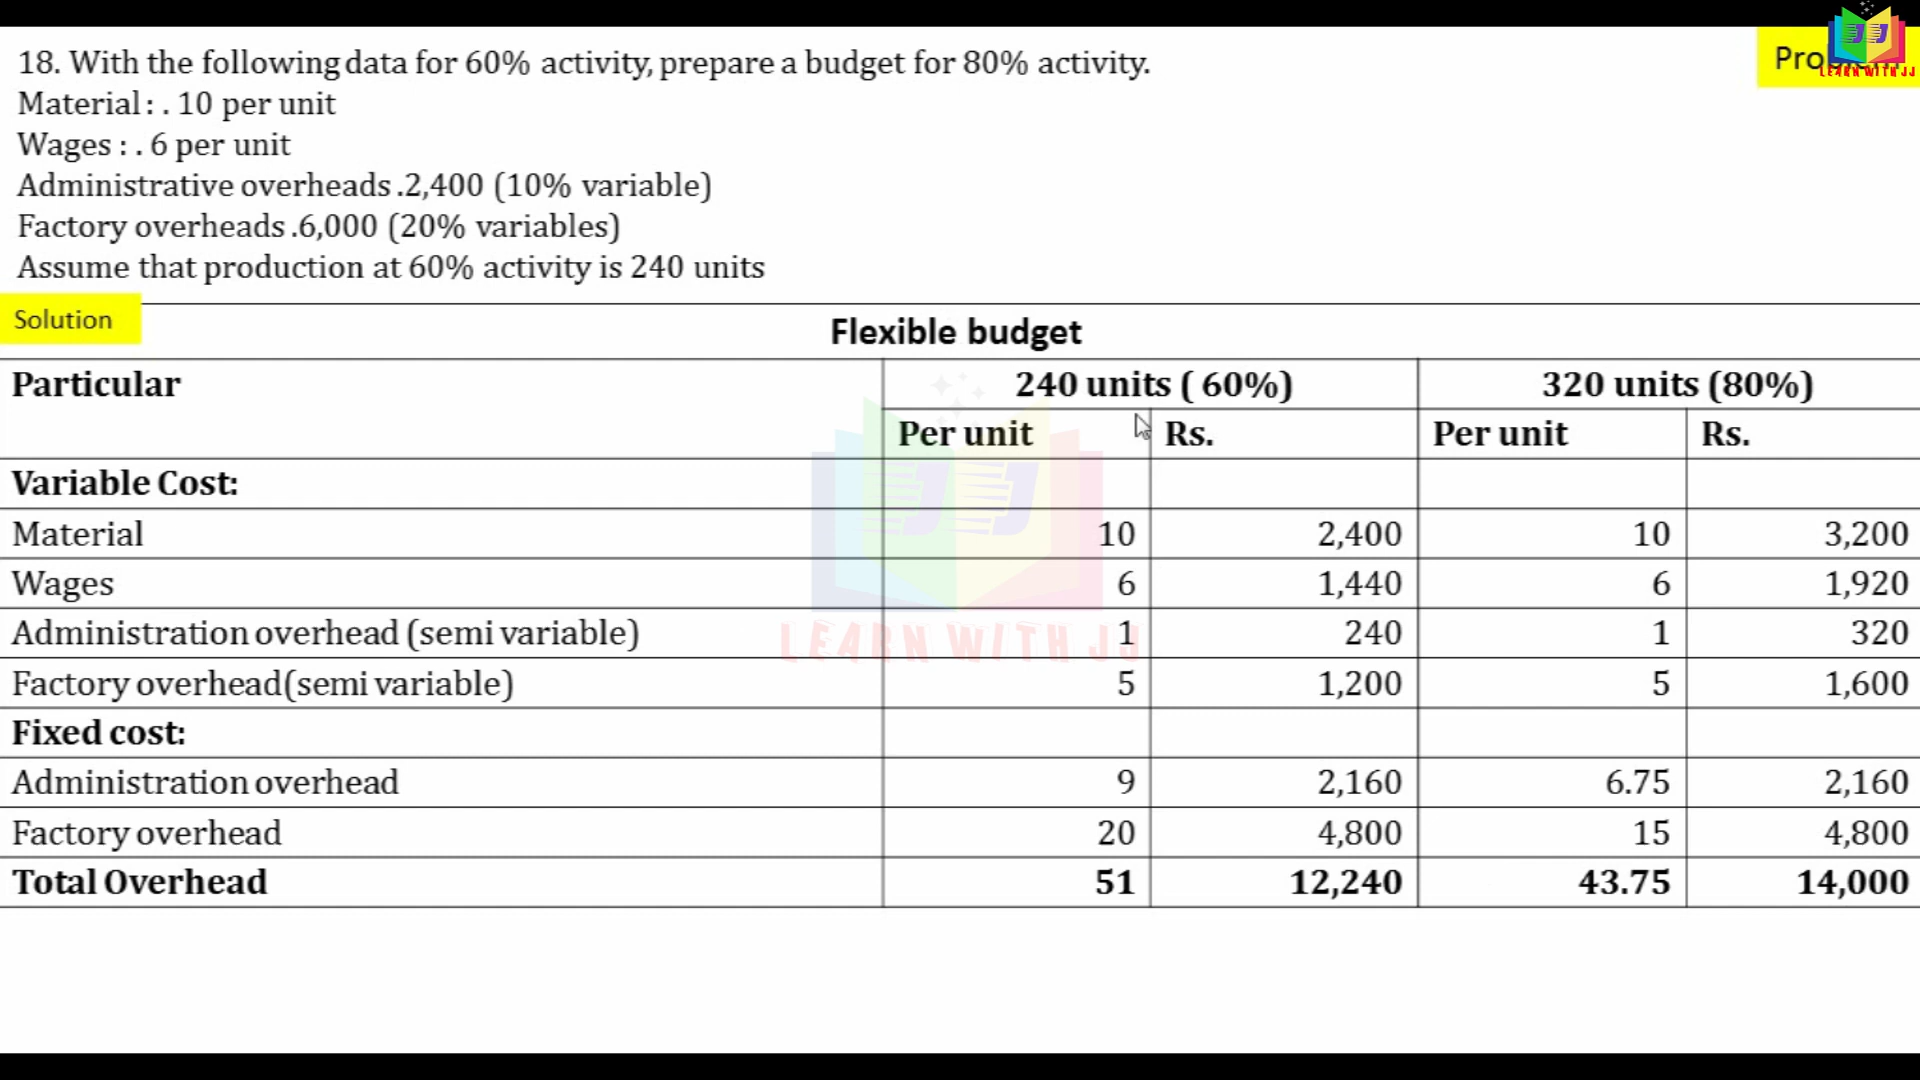 18. With the following data for 60% activity, prepare a budget for 80% activity.
Material : . 10 per unit
Wages : . 6 per unit
Administrative overheads .2,400 (10% variable)
Factory overheads .6,000 (20% variables)
Assume that production at 60% activity is 240 units
LEARN WITH JJ
Solution
Flexible budget
Particular 240 units ( 60%) 320 units (80%)
Per unit Rs. Per unit Rs.
Variable Cost:
Material 10 2,400 10 3,200
Wages 6 1,440 6 1,920
Administration overhead (semi variable) 1 240 1 320
LEARN WITH JJ
Factory overhead(semi variable) 5 1,200 5 1,600
Fixed cost:
Administration overhead 9 2,160 6.75 2,160
Factory overhead 20 4,800 15 4,800
Total Overhead 51 12,240 43.75 14,000